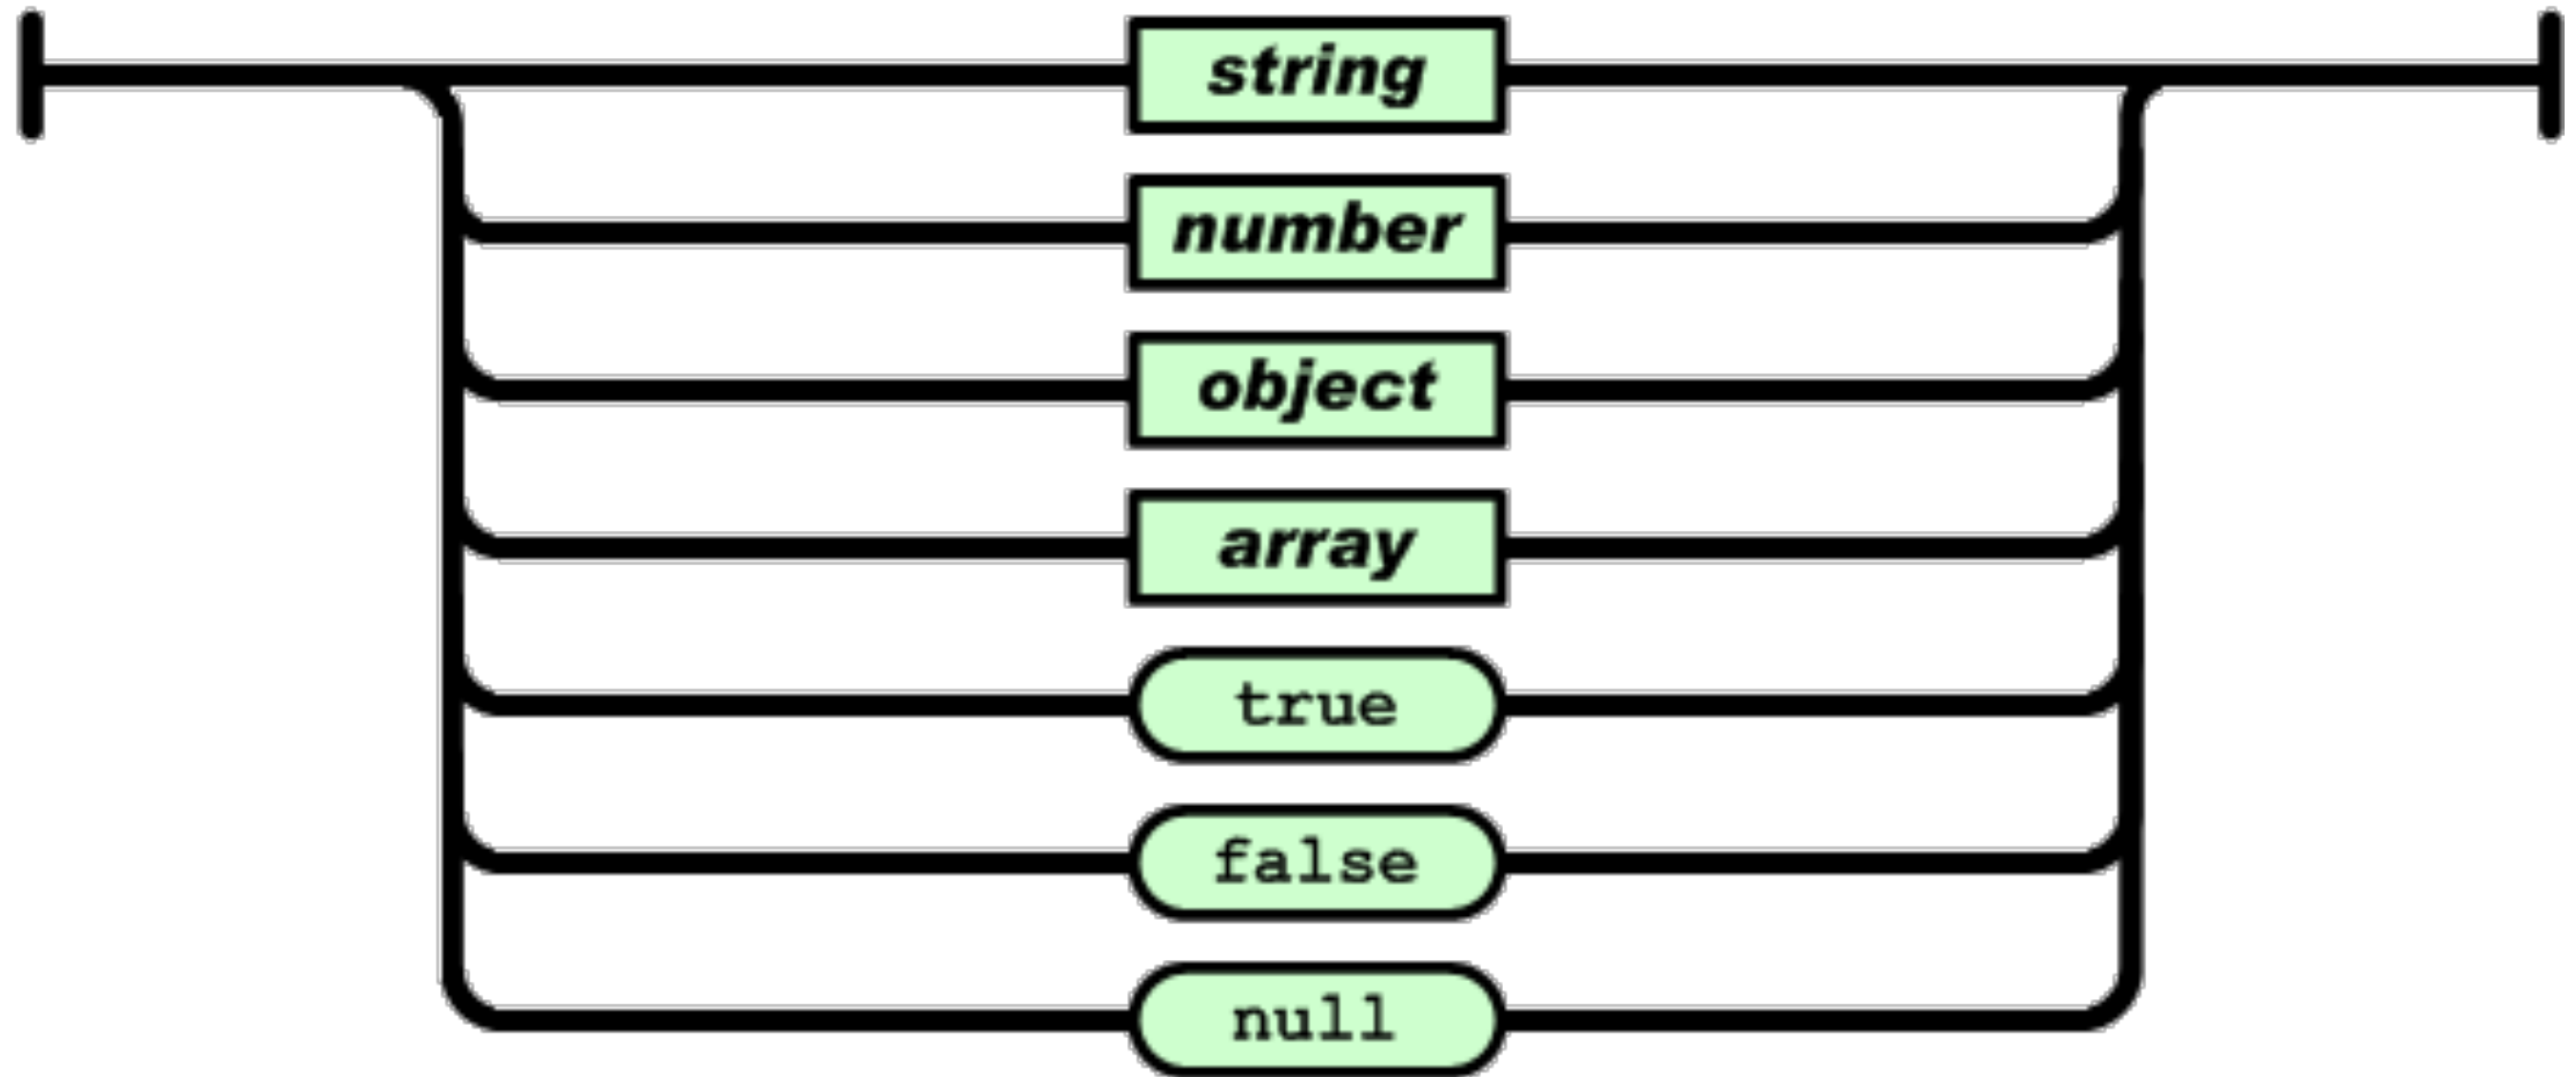 string
number
object
array
true
false
null